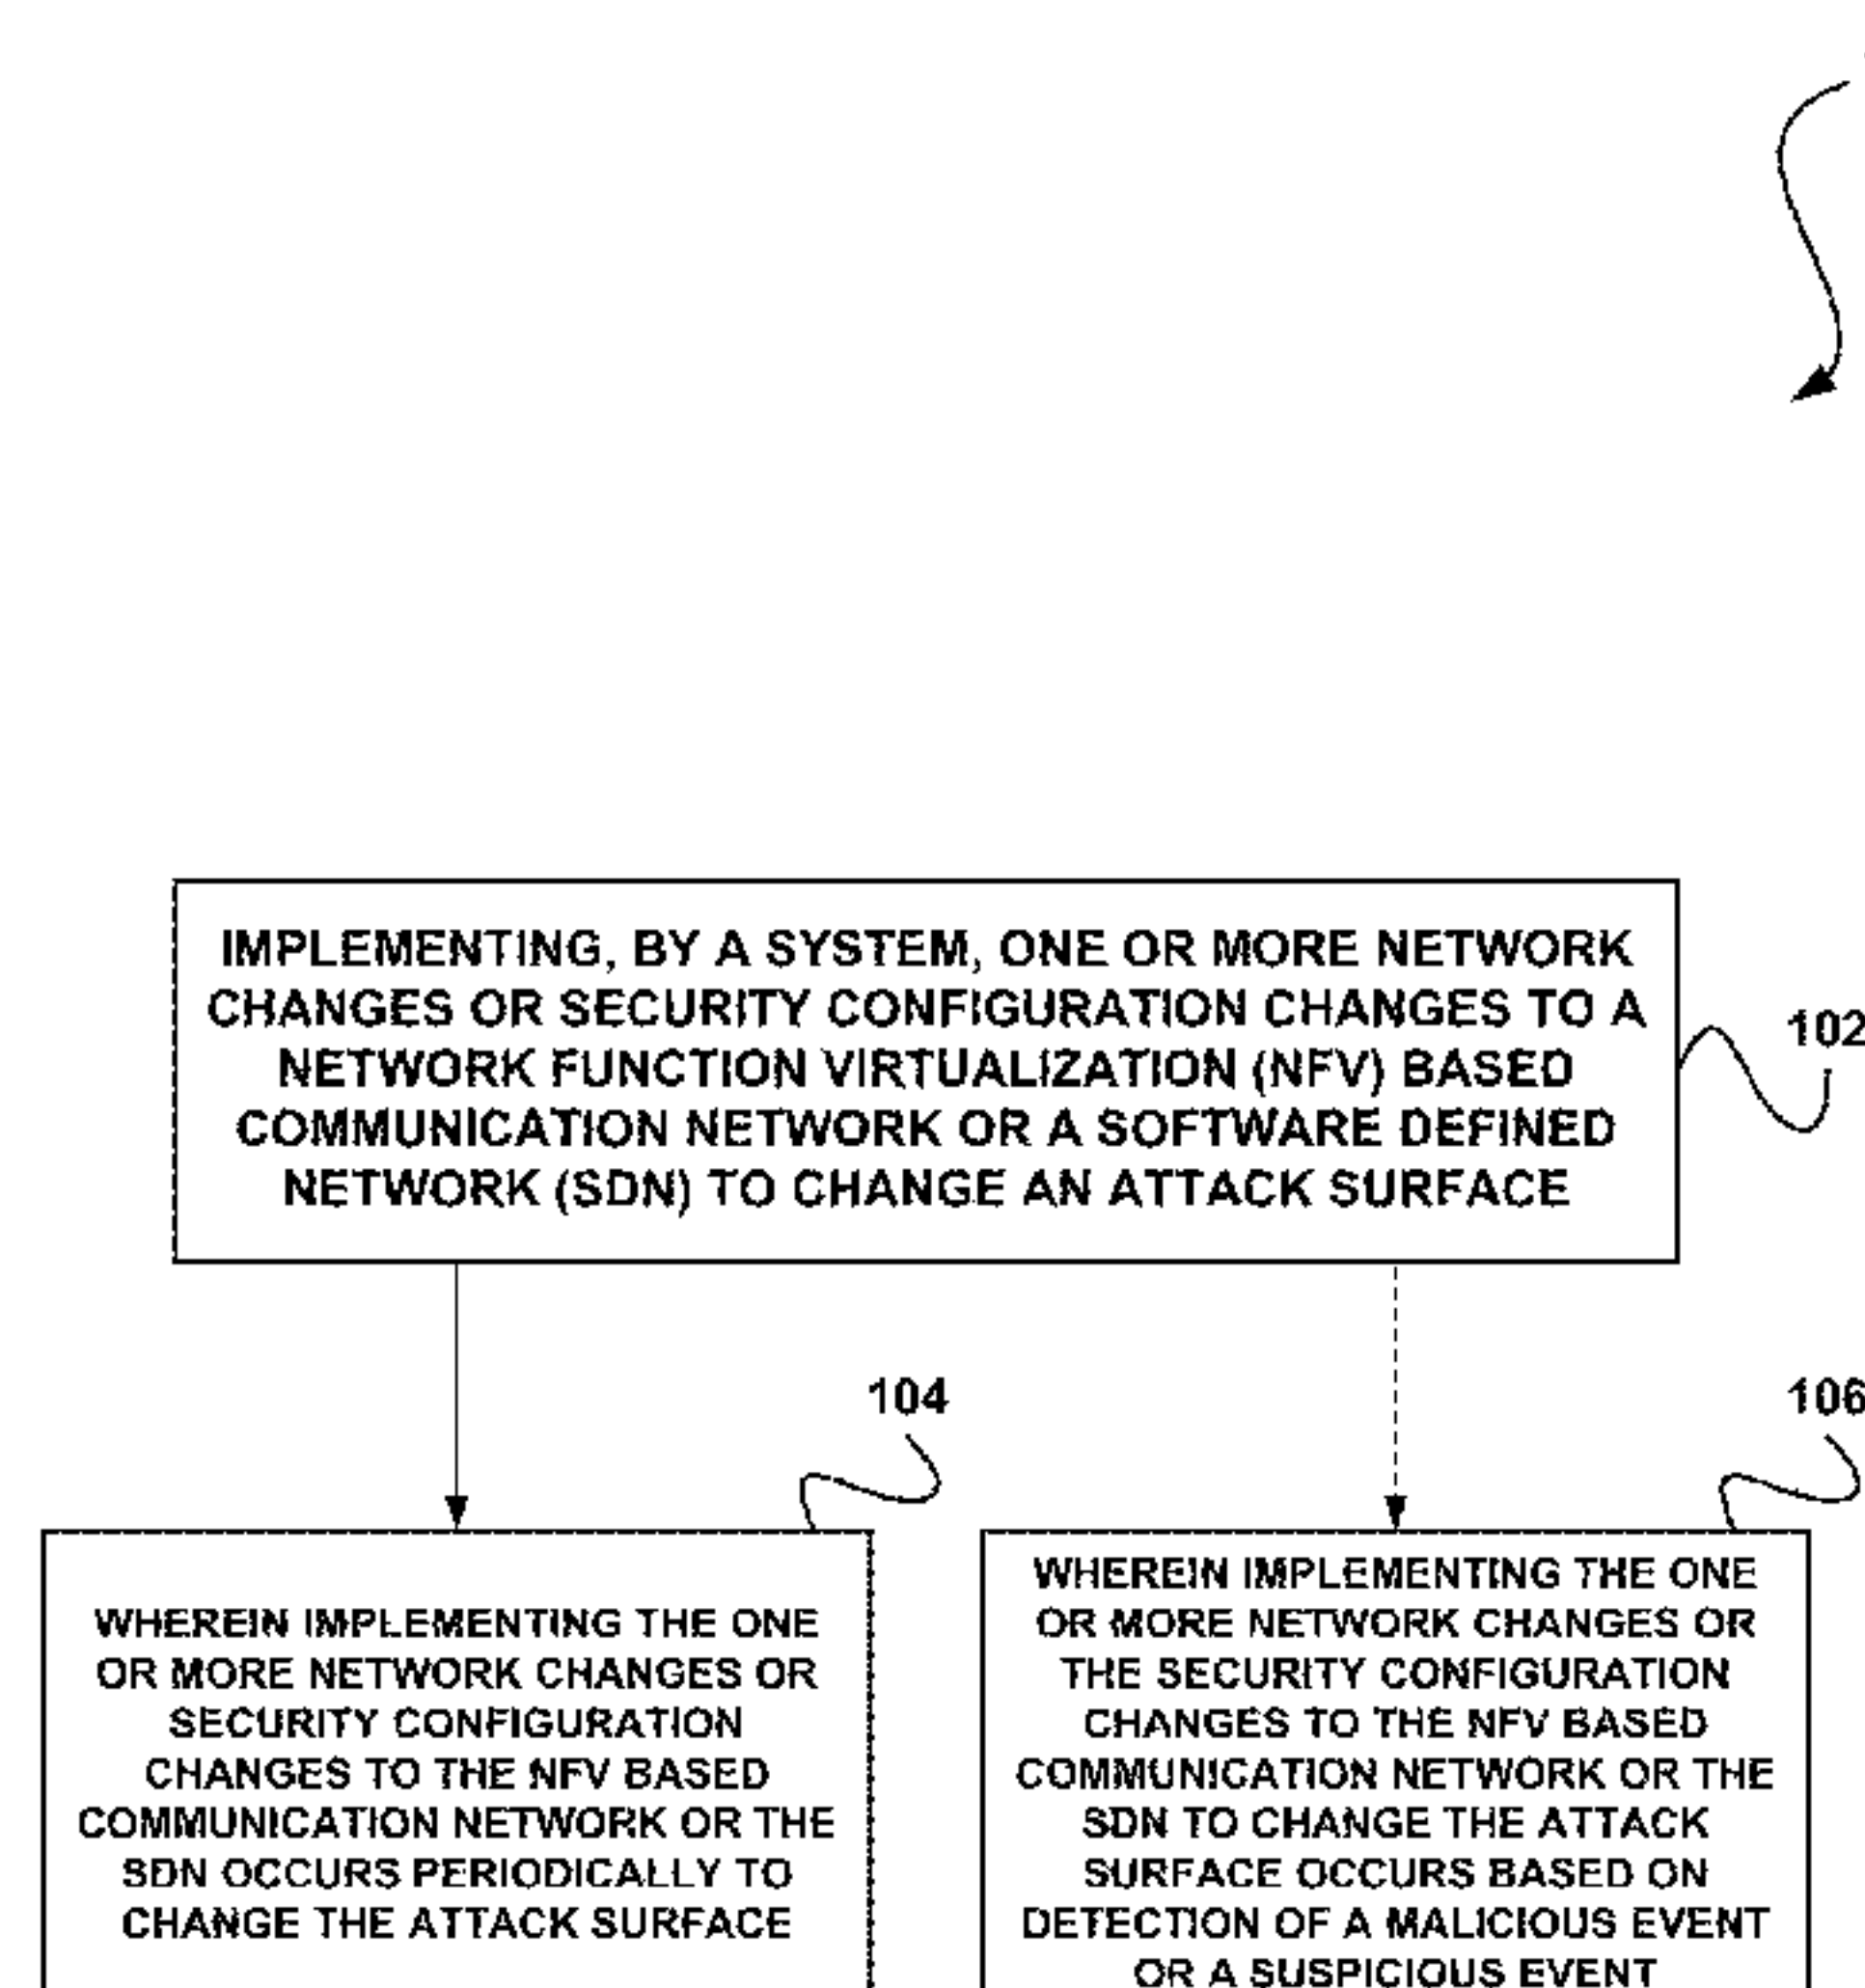 IMPLEMENTING, BY A SYSTEM, ONE OR MORE NETWORK
CHANGES OR SECURITY CONFIGURATION CHANGES TO A
NETWORK FUNCTION VIRTUALIZATION (NFV) BASED
COMMUNICATION NETWORK OR A SOFTWARE DEFINED
NETWORK (SDN) TO CHANGE AN ATTACK SURFACE
102
104
106
WHEREIN IMPLEMENTING THE ONE
OR MORE NETWORK CHANGES OR
SECURITY CONFIGURATION
CHANGES TO THE NFV BASED
COMMUNICATION NETWORK OR THE
SDN OCCURS PERIODICALLY TO
CHANGE THE ATTACK SURFACE
WHEREIN IMPLEMENTING THE ONE
OR MORE NETWORK CHANGES OR
THE SECURITY CONFIGURATION
CHANGES TO THE NFV BASED
COMMUNICATION NETWORK OR THE
SDN TO CHANGE THE ATTACK
SURFACE OCCURS BASED ON
DETECTION OF A MALICIOUS EVENT
OR A SUSPICIOUS EVENT